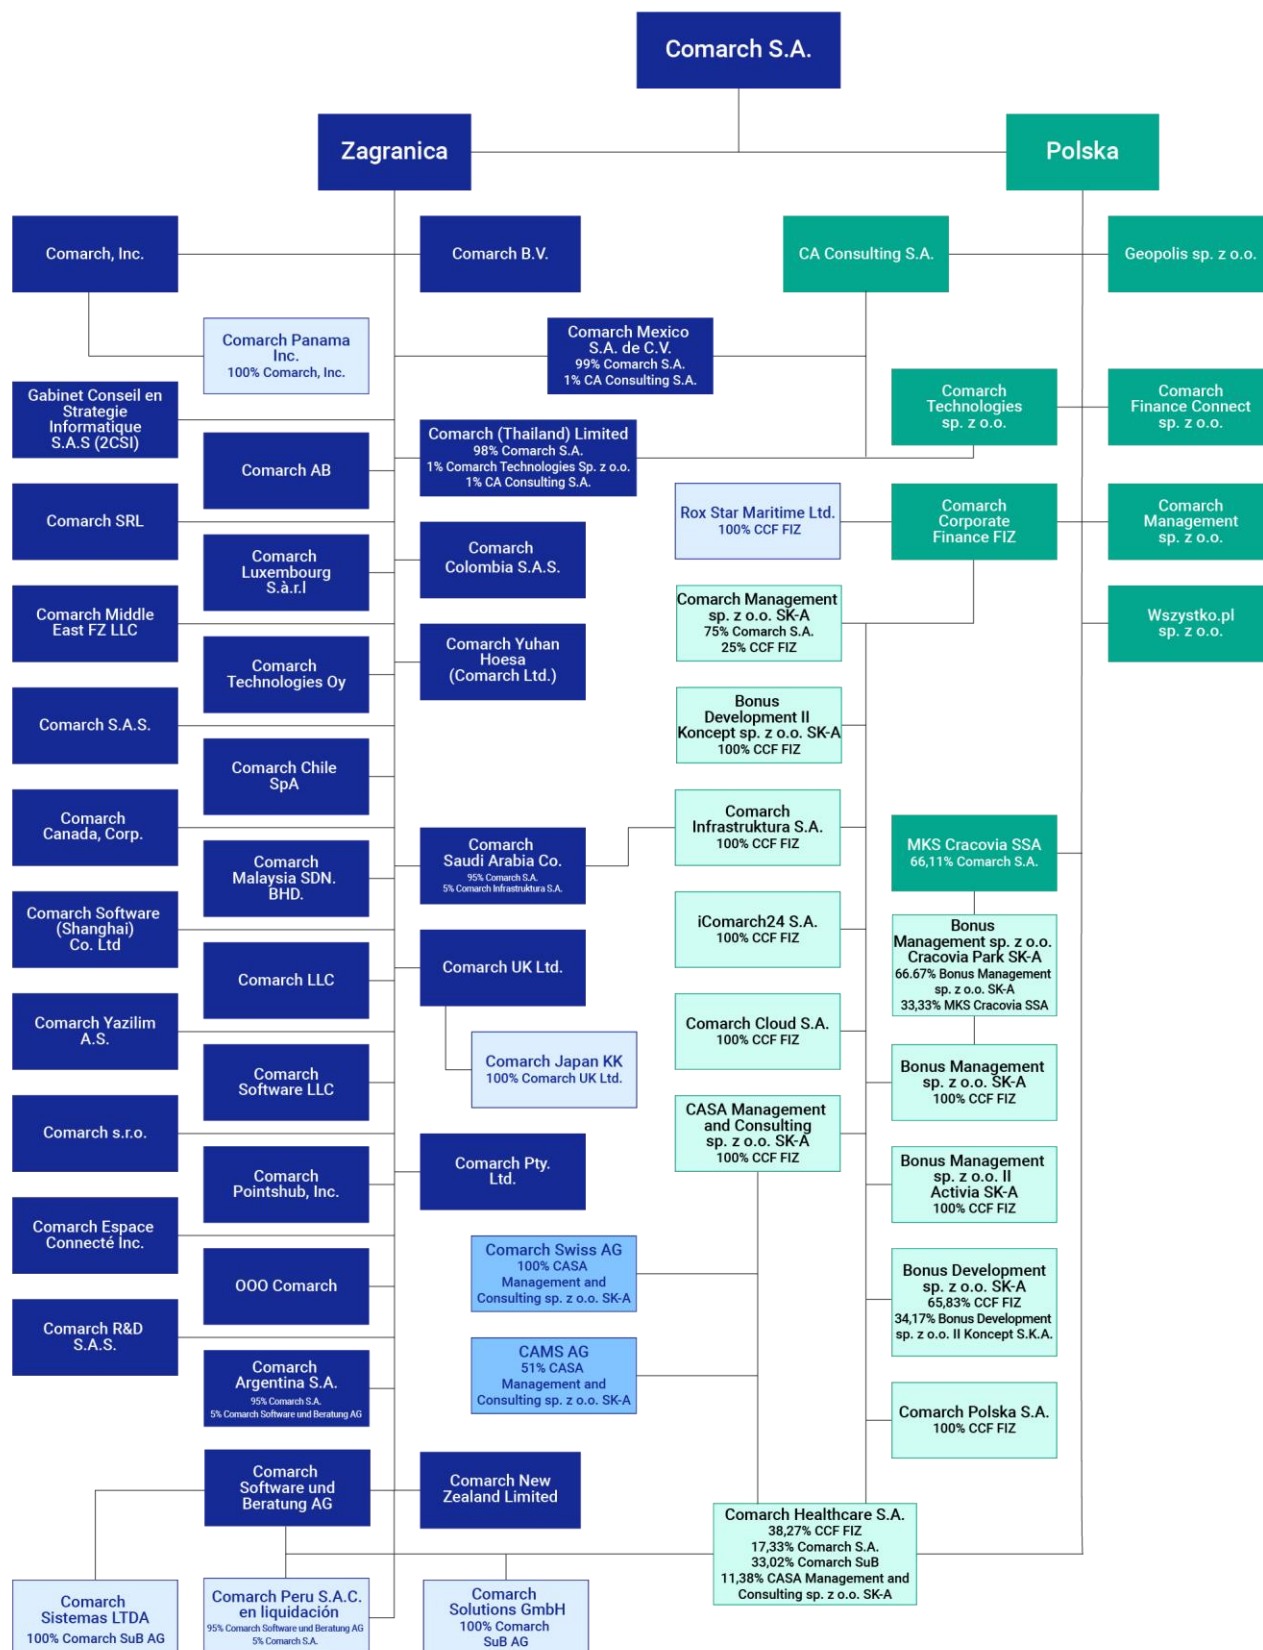 Comarch S.A.
Zagranica
Polska
Comarch, Inc.
Comarch B.V.
CA Consulting S.A.
Geopolis sp. z o.o.
Comarch Panama
Inc.
100% Comarch, Inc.
Comarch Mexico
S.A. de C.V.
99% Comarch S.A.
1% CA Consulting S.A.
Gabinet Conseil en
Strategie
Informatique
S.A.S (2CSI)
Comarch
Technologies
sp. z o.o.
Comarch
Finance Connect
sp. z o.o.
Comarch AB
Comarch (Thailand) Limited
98% Comarch S.A.
1% Comarch Technologies Sp. z o.o.
1% CA Consulting S.A.
Comarch SRL
Rox Star Maritime Ltd.
100% CCF FIZ
Comarch
Corporate
Finance FIZ
Comarch
Management
sp. z o.o.
Comarch
Luxembourg
S.à.r.l
Comarch
Colombia S.A.S.
Comarch Middle
East FZ LLC
Comarch Management
sp. z o.o. SK-A
75% Comarch S.A.
25% CCF FIZ
Wszystko.pl
sp. z o.o.
Comarch
Technologies Oy
Comarch Yuhan
Hoesa
(Comarch Ltd.)
Comarch S.A.S.
Bonus
Development II
Koncept sp. z o.o. SK-A
100% CCF FIZ
Comarch Chile
SpA
Comarch
Canada, Corp.
Comarch
Infrastruktura S.A.
100% CCF FIZ
Comarch
Malaysia SDN.
BHD.
Comarch
Saudi Arabia Co.
95% Comarch S.A.
5% Comarch Infrastruktura S.A.
MKS Cracovia SSA
66,11% Comarch S.A.
Comarch Software
(Shanghai)
Co. Ltd
iComarch24 S.A.
100% CCF FIZ
Bonus
Management sp. z o.o.
Cracovia Park SK-A
66.67% Bonus Management
sp. z o.o. SK-A
33,33% MKS Cracovia SSA
Comarch LLC
Comarch UK Ltd.
Comarch Yazilim
A.S.
Comarch Cloud S.A.
100% CCF FIZ
Comarch
Software LLC
Comarch Japan KK
100% Comarch UK Ltd.
Bonus Management
sp. z o.o. SK-A
100% CCF FIZ
Comarch s.r.o.
CASA Management
and Consulting
sp. z o.o. SK-A
100% CCF FIZ
Comarch
Pointshub, Inc.
Comarch Pty.
Ltd.
Bonus Management
sp. z o.o. II
Activia SK-A
100% CCF FIZ
Comarch Espace
Connecté Inc.
Comarch Swiss AG
100% CASA
Management and
Consulting sp. z o.o. SK-A
OOO Comarch
Bonus Development
sp. z o.o. SK-A
65,83% CCF FIZ
34,17% Bonus Development
sp. z o.o. II Koncept S.K.A.
Comarch R&D
S.A.S.
CAMS AG
51% CASA
Management and
Consulting sp. z o.o. SK-A
Comarch
Argentina S.A.
95% Comarch S.A.
5% Comarch Software und Beratung AG
Comarch Polska S.A.
100% CCF FIZ
Comarch
Software und
Beratung AG
Comarch New
Zealand Limited
Comarch Healthcare S.A.
38,27% CCF FIZ
17,33% Comarch S.A.
33,02% Comarch SuB
11,38% CASA Management and
Consulting sp. z o.o. SK-A
Comarch
Sistemas LTDA
100% Comarch SuB AG
Comarch Peru S.A.C.
en liquidación
95% Comarch Software und Beratung AG
5% Comarch S.A.
Comarch
Solutions GmbH
100% Comarch
SuB AG